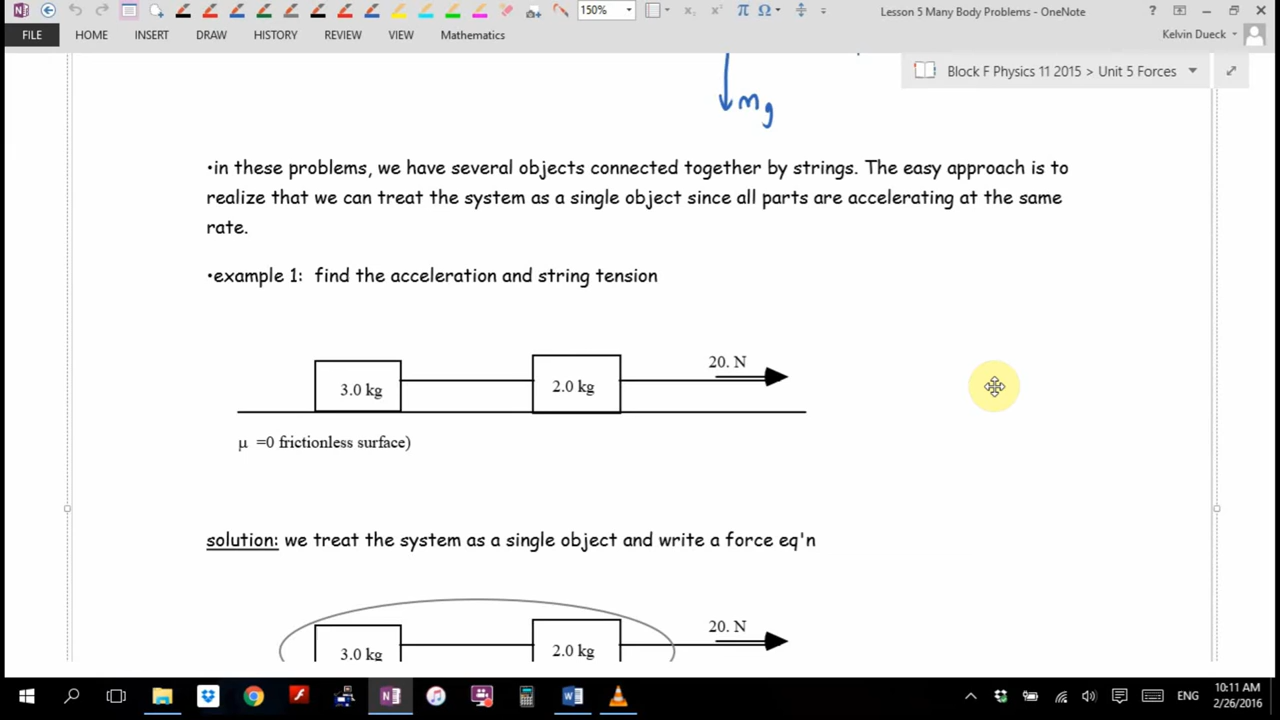 150%
Lesson 5 Many Body Problems - OneNote
?
FILE HOME INSERT DRAW HISTORY REVIEW VIEW Mathematics
Kelvin Dueck
Block F Physics 11 2015 > Unit 5 Forces
mg
•in these problems, we have several objects connected together by strings. The easy approach is to
realize that we can treat the system as a single object since all parts are accelerating at the same
rate.
•example 1: find the acceleration and string tension
20. N
3.0 kg 2.0 kg
μ =0 frictionless surface)
solution: we treat the system as a single object and write a force eq'n
20. N
3.0 kg 2.0 kg
ENG
10:11 AM
2/26/2016